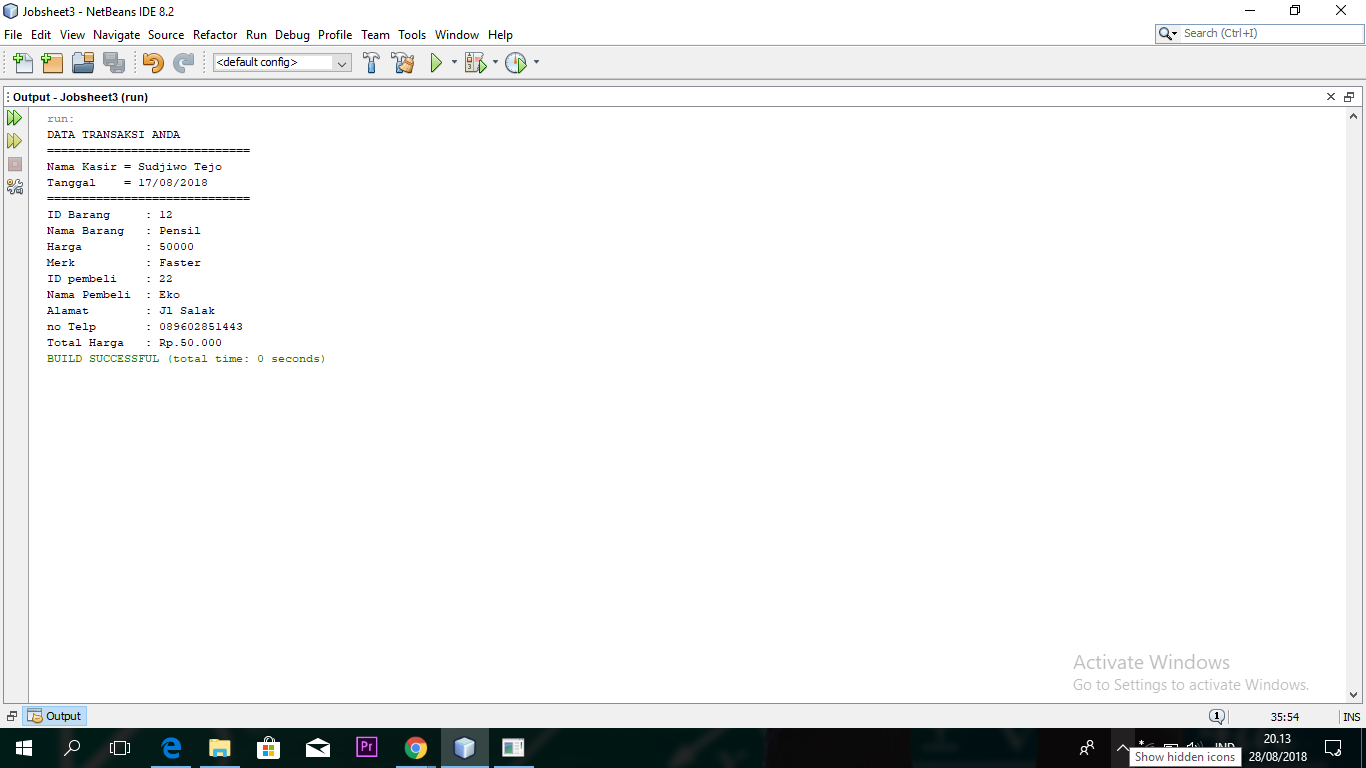 Jobsheet3 - NetBeans IDE 8.2
File Edit View Navigate Source Refactor Run Debug Profile Team Tools Window Help
Search (Ctrl+I)
<default config>
Output - Jobsheet3 (run)
run:
DATA TRANSAKSI ANDA
=============================
Nama Kasir = Sudjiwo Tejo
Tanggal    = 17/08/2018
=============================
ID Barang     : 12
Nama Barang   : Pensil
Harga         : 50000
Merk          : Faster
ID pembeli    : 22
Nama Pembeli  : Eko
Alamat        : Jl Salak
no Telp       : 089602851443
Total Harga   : Rp.50.000
BUILD SUCCESSFUL (total time: 0 seconds)
Activate Windows
Go to Settings to activate Windows.
Output
1
35:54
INS
Pr
20.13
Show hidden icons
28/08/2018